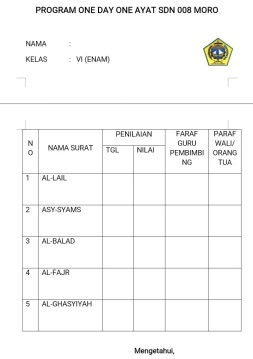 PROGRAM ONE DAY ONE AYAT SDN 008 MORO
NAMA :
KELAS : VI (ENAM)
N
O
NAMA SURAT
PENILAIAN
TGL
NILAI
FARAF
GURU
PEMBIMBI
NG
PARAF
WALI/
ORANG
TUA
1 AL-LAIL
2 ASY-SYAMS
3 AL-BALAD
4 AL-FAJR
5 AL-GHASYIYAH
Mengetahui,